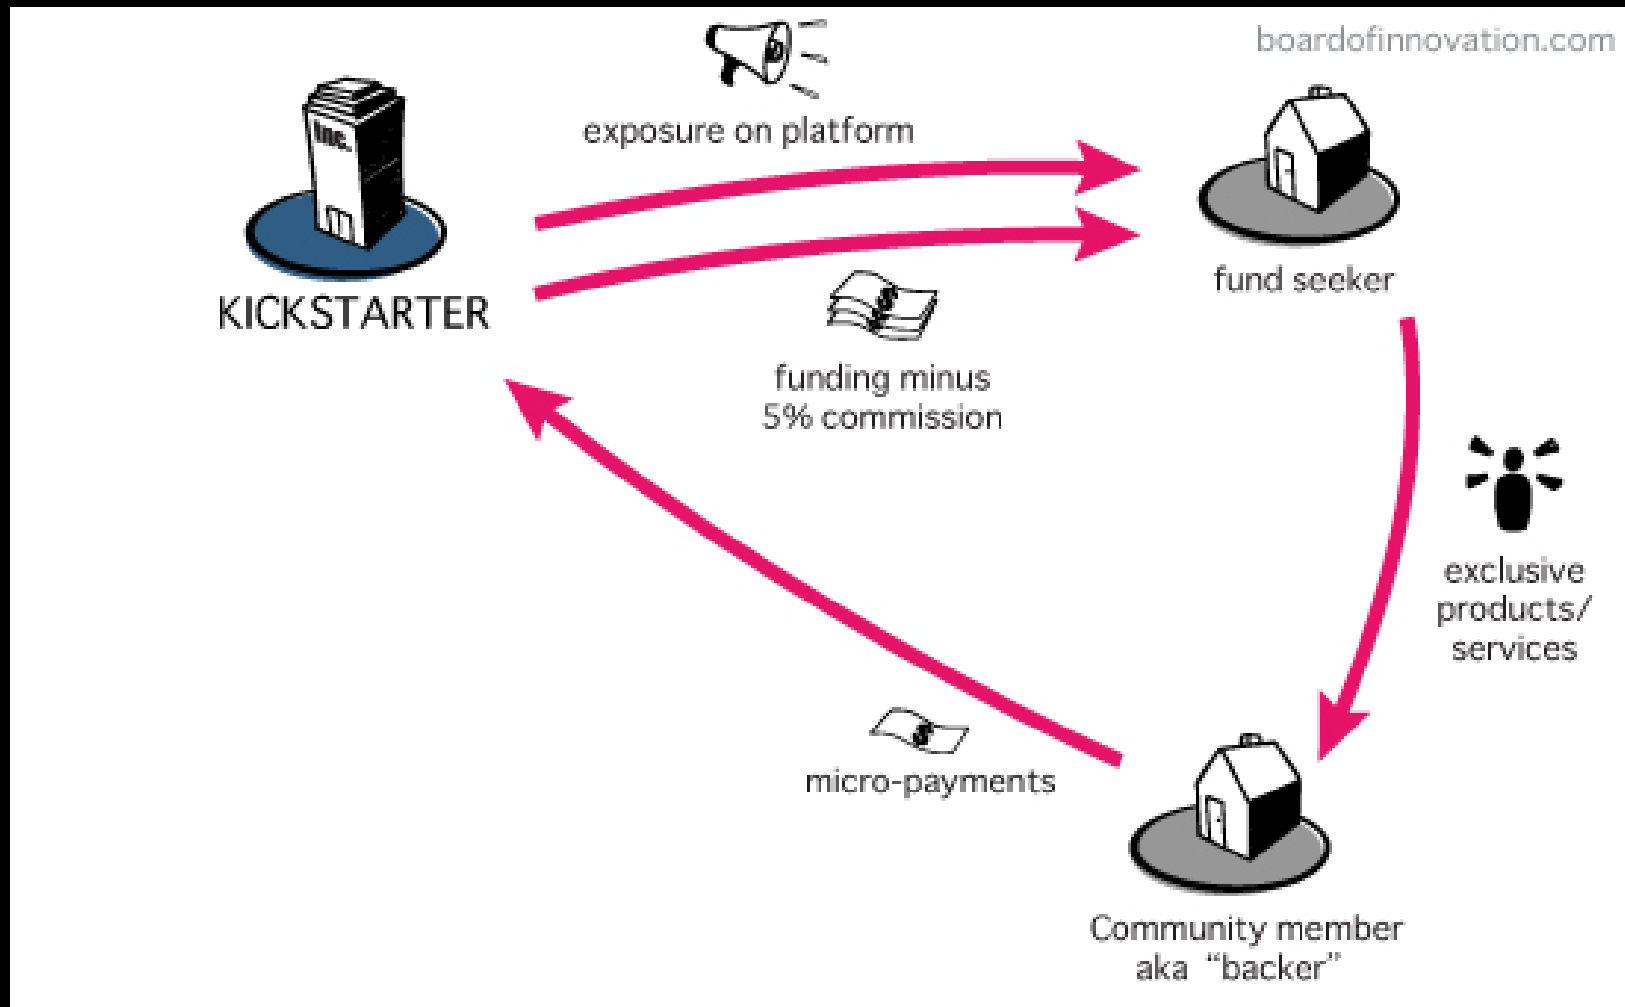 boardofinnovation.com
Inc.
exposure on platform
KICKSTARTER
fund seeker
$
funding minus
5% commission
exclusive
products/
services
$
micro-payments
Community member
aka “backer”